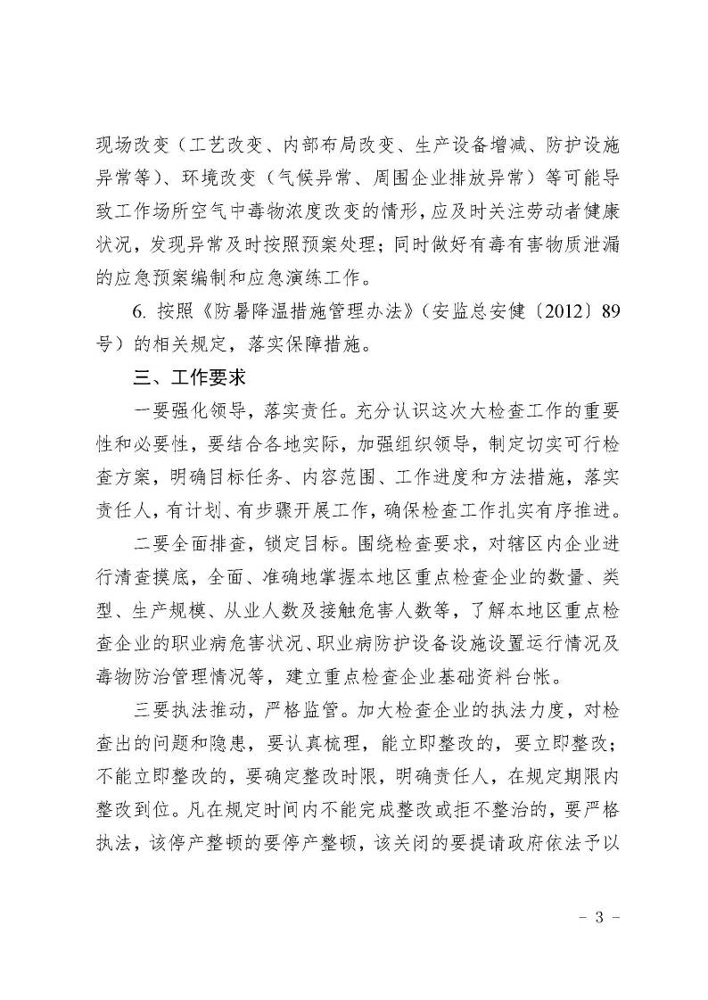 现场改变（工艺改变、内部布局改变、生产设备增减、防护设施
异常等）、环境改变（气候异常、周围企业排放异常）等可能导
致工作场所空气中毒物浓度改变的情形，应及时关注劳动者健康
状况，发现异常及时按照预案处理；同时做好有毒有害物质泄漏
的应急预案编制和应急演练工作。
6. 按照《防暑降温措施管理办法》（安监总安健〔2012〕89
号）的相关规定，落实保障措施。
三、工作要求
一要强化领导，落实责任。充分认识这次大检查工作的重要
性和必要性，要结合各地实际，加强组织领导，制定切实可行检
查方案，明确目标任务、内容范围、工作进度和方法措施，落实
责任人，有计划、有步骤开展工作，确保检查工作扎实有序推进。
二要全面排查，锁定目标。围绕检查要求，对辖区内企业进
行清查摸底，全面、准确地掌握本地区重点检查企业的数量、类
型、生产规模、从业人数及接触危害人数等，了解本地区重点检
查企业的职业病危害状况、职业病防护设备设施设置运行情况及
毒物防治管理情况等，建立重点检查企业基础资料台帐。
三要执法推动，严格监管。加大检查企业的执法力度，对检
查出的问题和隐患，要认真梳理，能立即整改的，要立即整改；
不能立即整改的，要确定整改时限，明确责任人，在规定期限内
整改到位。凡在规定时间内不能完成整改或拒不整治的，要严格
执法，该停产整顿的要停产整顿，该关闭的要提请政府依法予以
- 3 -